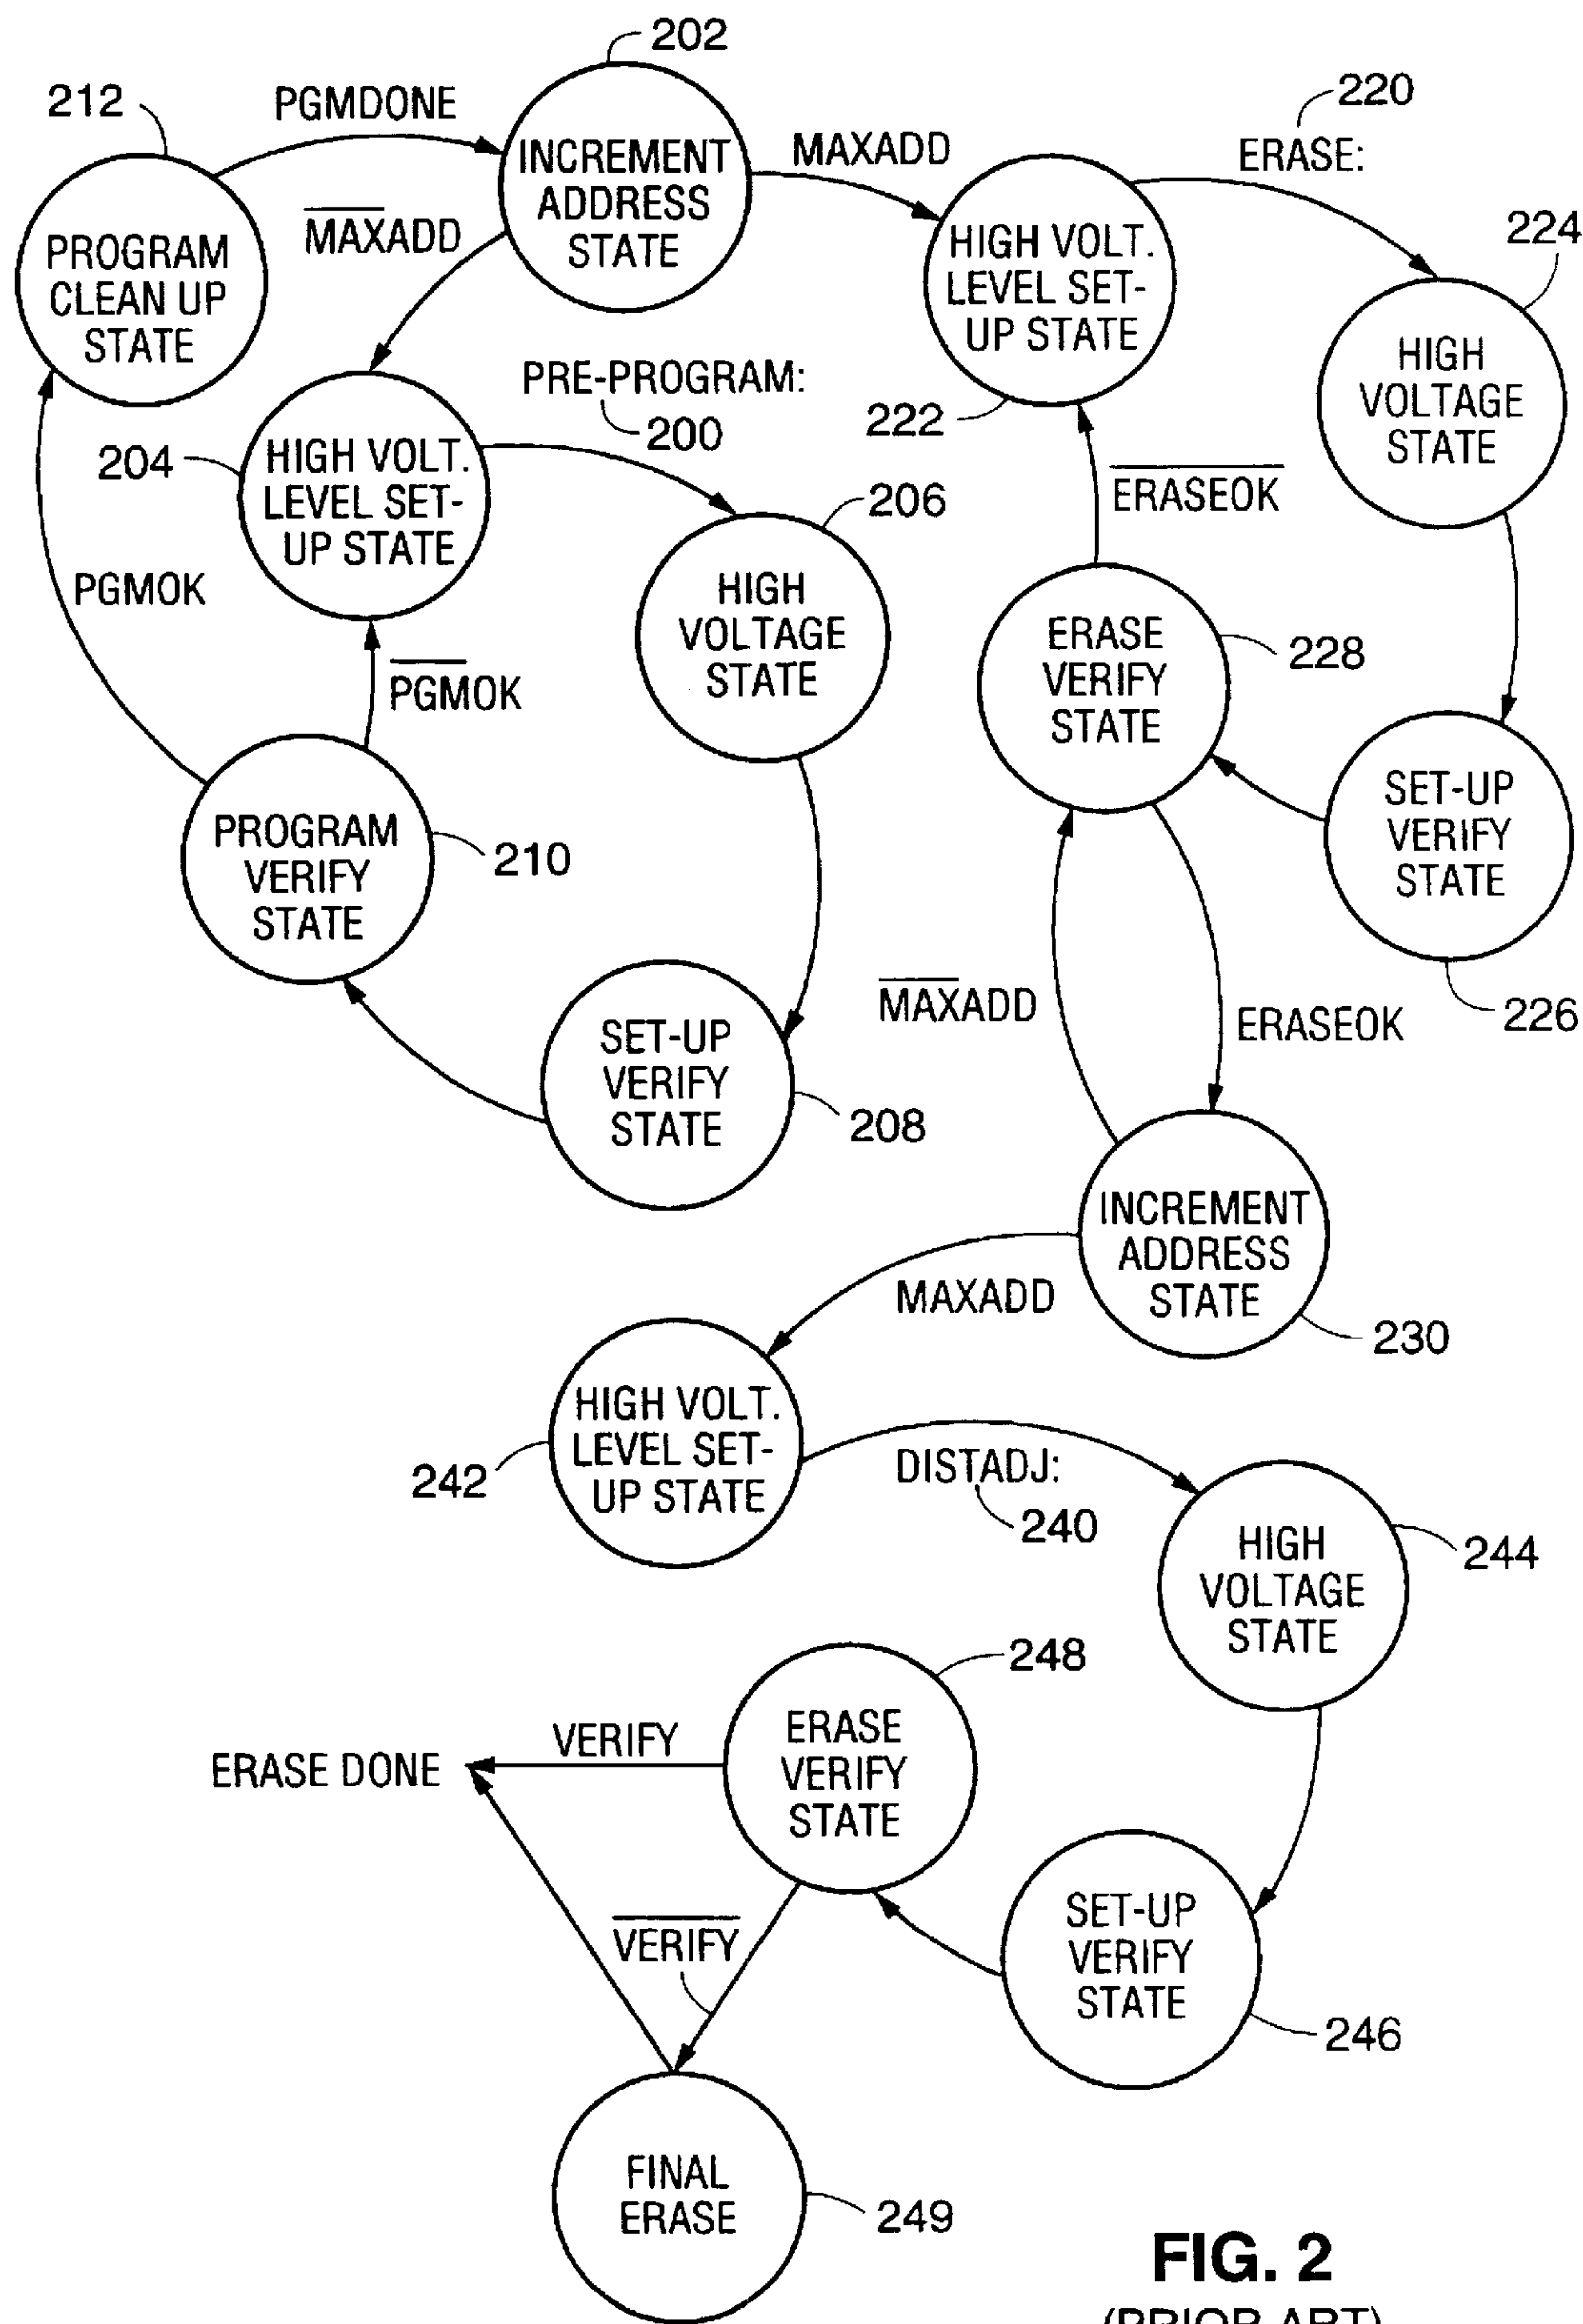 202
212
PGMDONE
220
INCREMENT
ADDRESS
STATE
MAXADD
ERASE:
224
MAXADD
PROGRAM
CLEAN UP
STATE
HIGH VOLT.
LEVEL SET-
UP STATE
PRE-PROGRAM:
200
222
HIGH
VOLTAGE
STATE
204
HIGH VOLT.
LEVEL SET-
UP STATE
206
ERASEOK
PGMOK
HIGH
VOLTAGE
STATE
ERASE
VERIFY
STATE
228
PGMOK
PROGRAM
VERIFY
STATE
210
SET-UP
VERIFY
STATE
226
MAXADD
ERASEOK
SET-UP
VERIFY
STATE
208
INCREMENT
ADDRESS
STATE
230
MAXADD
HIGH VOLT.
LEVEL SET-
UP STATE
242
DISTADJ:
240
HIGH
VOLTAGE
STATE
244
248
ERASE
VERIFY
STATE
VERIFY
ERASE DONE
VERIFY
SET-UP
VERIFY
STATE
246
FINAL
ERASE
249
FIG. 2
(PRIOR ART)